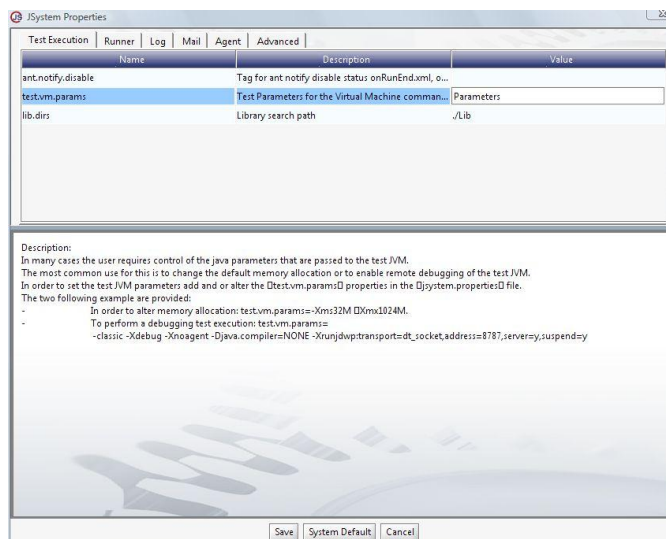 JSystem Properties
Test Execution Runner Log Mail Agent Advanced
Name Description Value
ant.notify.disable Tag for ant notify disable status onRunEnd.xml, o...
test.vm.params Test Parameters for the Virtual Machine comman... Parameters
lib.dirs Library search path ./Lib
Description:
In many cases the user requires control of the java parameters that are passed to the test JVM.
The most common use for this is to change the default memory allocation or to enable remote debugging of the test JVM.
In order to set the test JVM parameters add and or alter the ▯test.vm.params▯ properties in the ▯jsystem.properties▯ file.
The two following example are provided:
- In order to alter memory allocation: test.vm.params=-Xms32M ▯Xmx1024M.
- To perform a debugging test execution: test.vm.params=
-classic -Xdebug -Xnoagent -Djava.compiler=NONE -Xrunjdwp:transport=dt_socket,address=8787,server=y,suspend=y
Save System Default Cancel